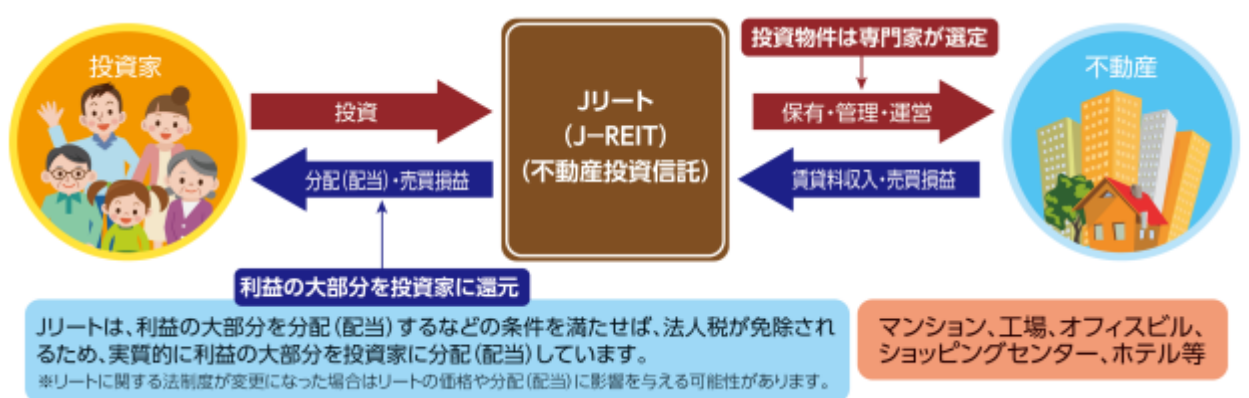 投資家
投資
分配(配当)・売買損益
利益の大部分を投資家に還元
Jリート
(J−REIT)
(不動産投資信託)
投資物件は専門家が選定
保有・管理・運営
賃貸料収入・売買損益
不動産
Jリートは、利益の大部分を分配(配当)するなどの条件を満たせば、法人税が免除され
るため、実質的に利益の大部分を投資家に分配(配当)しています。
※リートに関する法制度が変更になった場合はリートの価格や分配(配当)に影響を与える可能性があります。
マンション、工場、オフィスビル、
ショッピングセンター、ホテル等